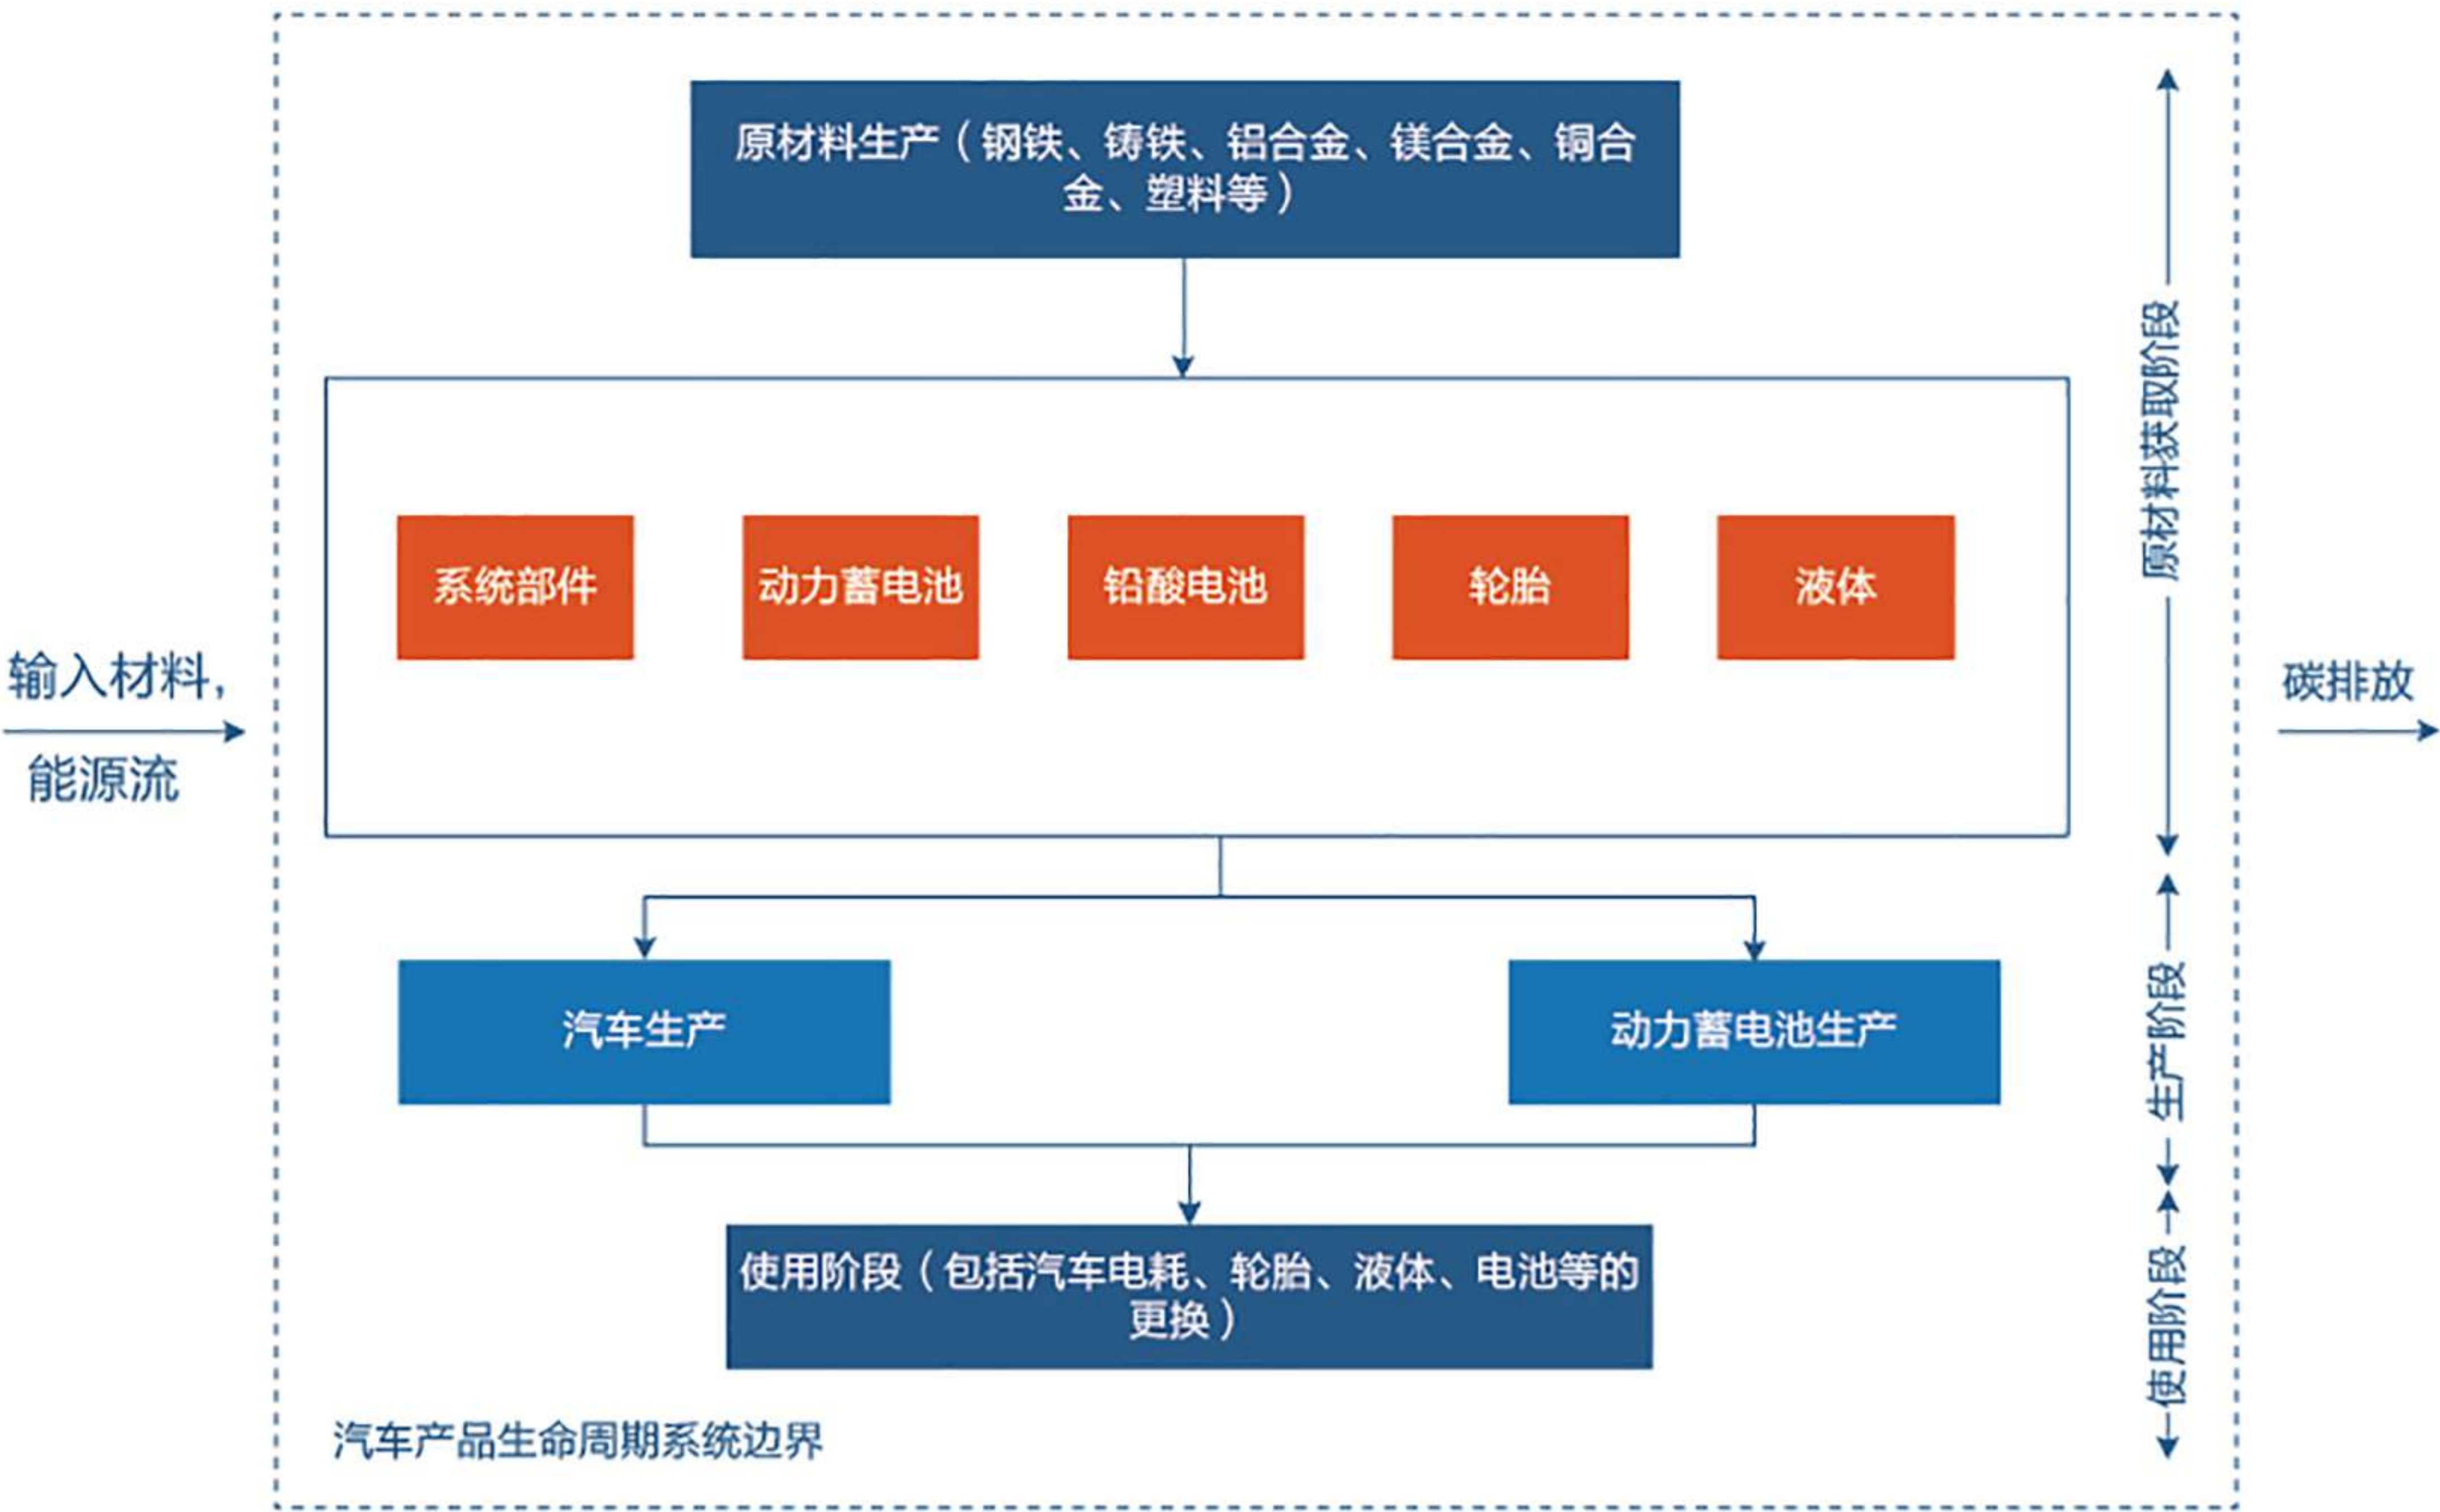 原材料生产（钢铁、铸铁、铝合金、镁合金、铜合
金、塑料等）
原材料获取阶段
系统部件
动力蓄电池
铅酸电池
轮胎
液体
输入材料，
能源流
碳排放
汽车生产
动力蓄电池生产
生产阶段
使用阶段（包括汽车电耗、轮胎、液体、电池等的
更换）
使用阶段
汽车产品生命周期系统边界